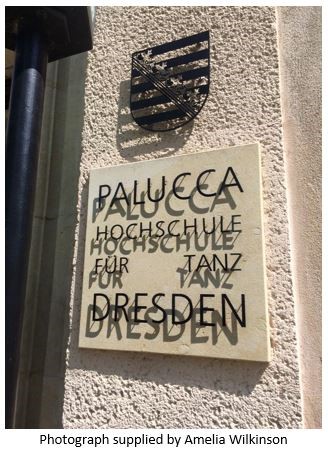 PALUCCA
HOCHSCHULE
FÜR TANZ
DRESDEN
Photograph supplied by Amelia Wilkinson